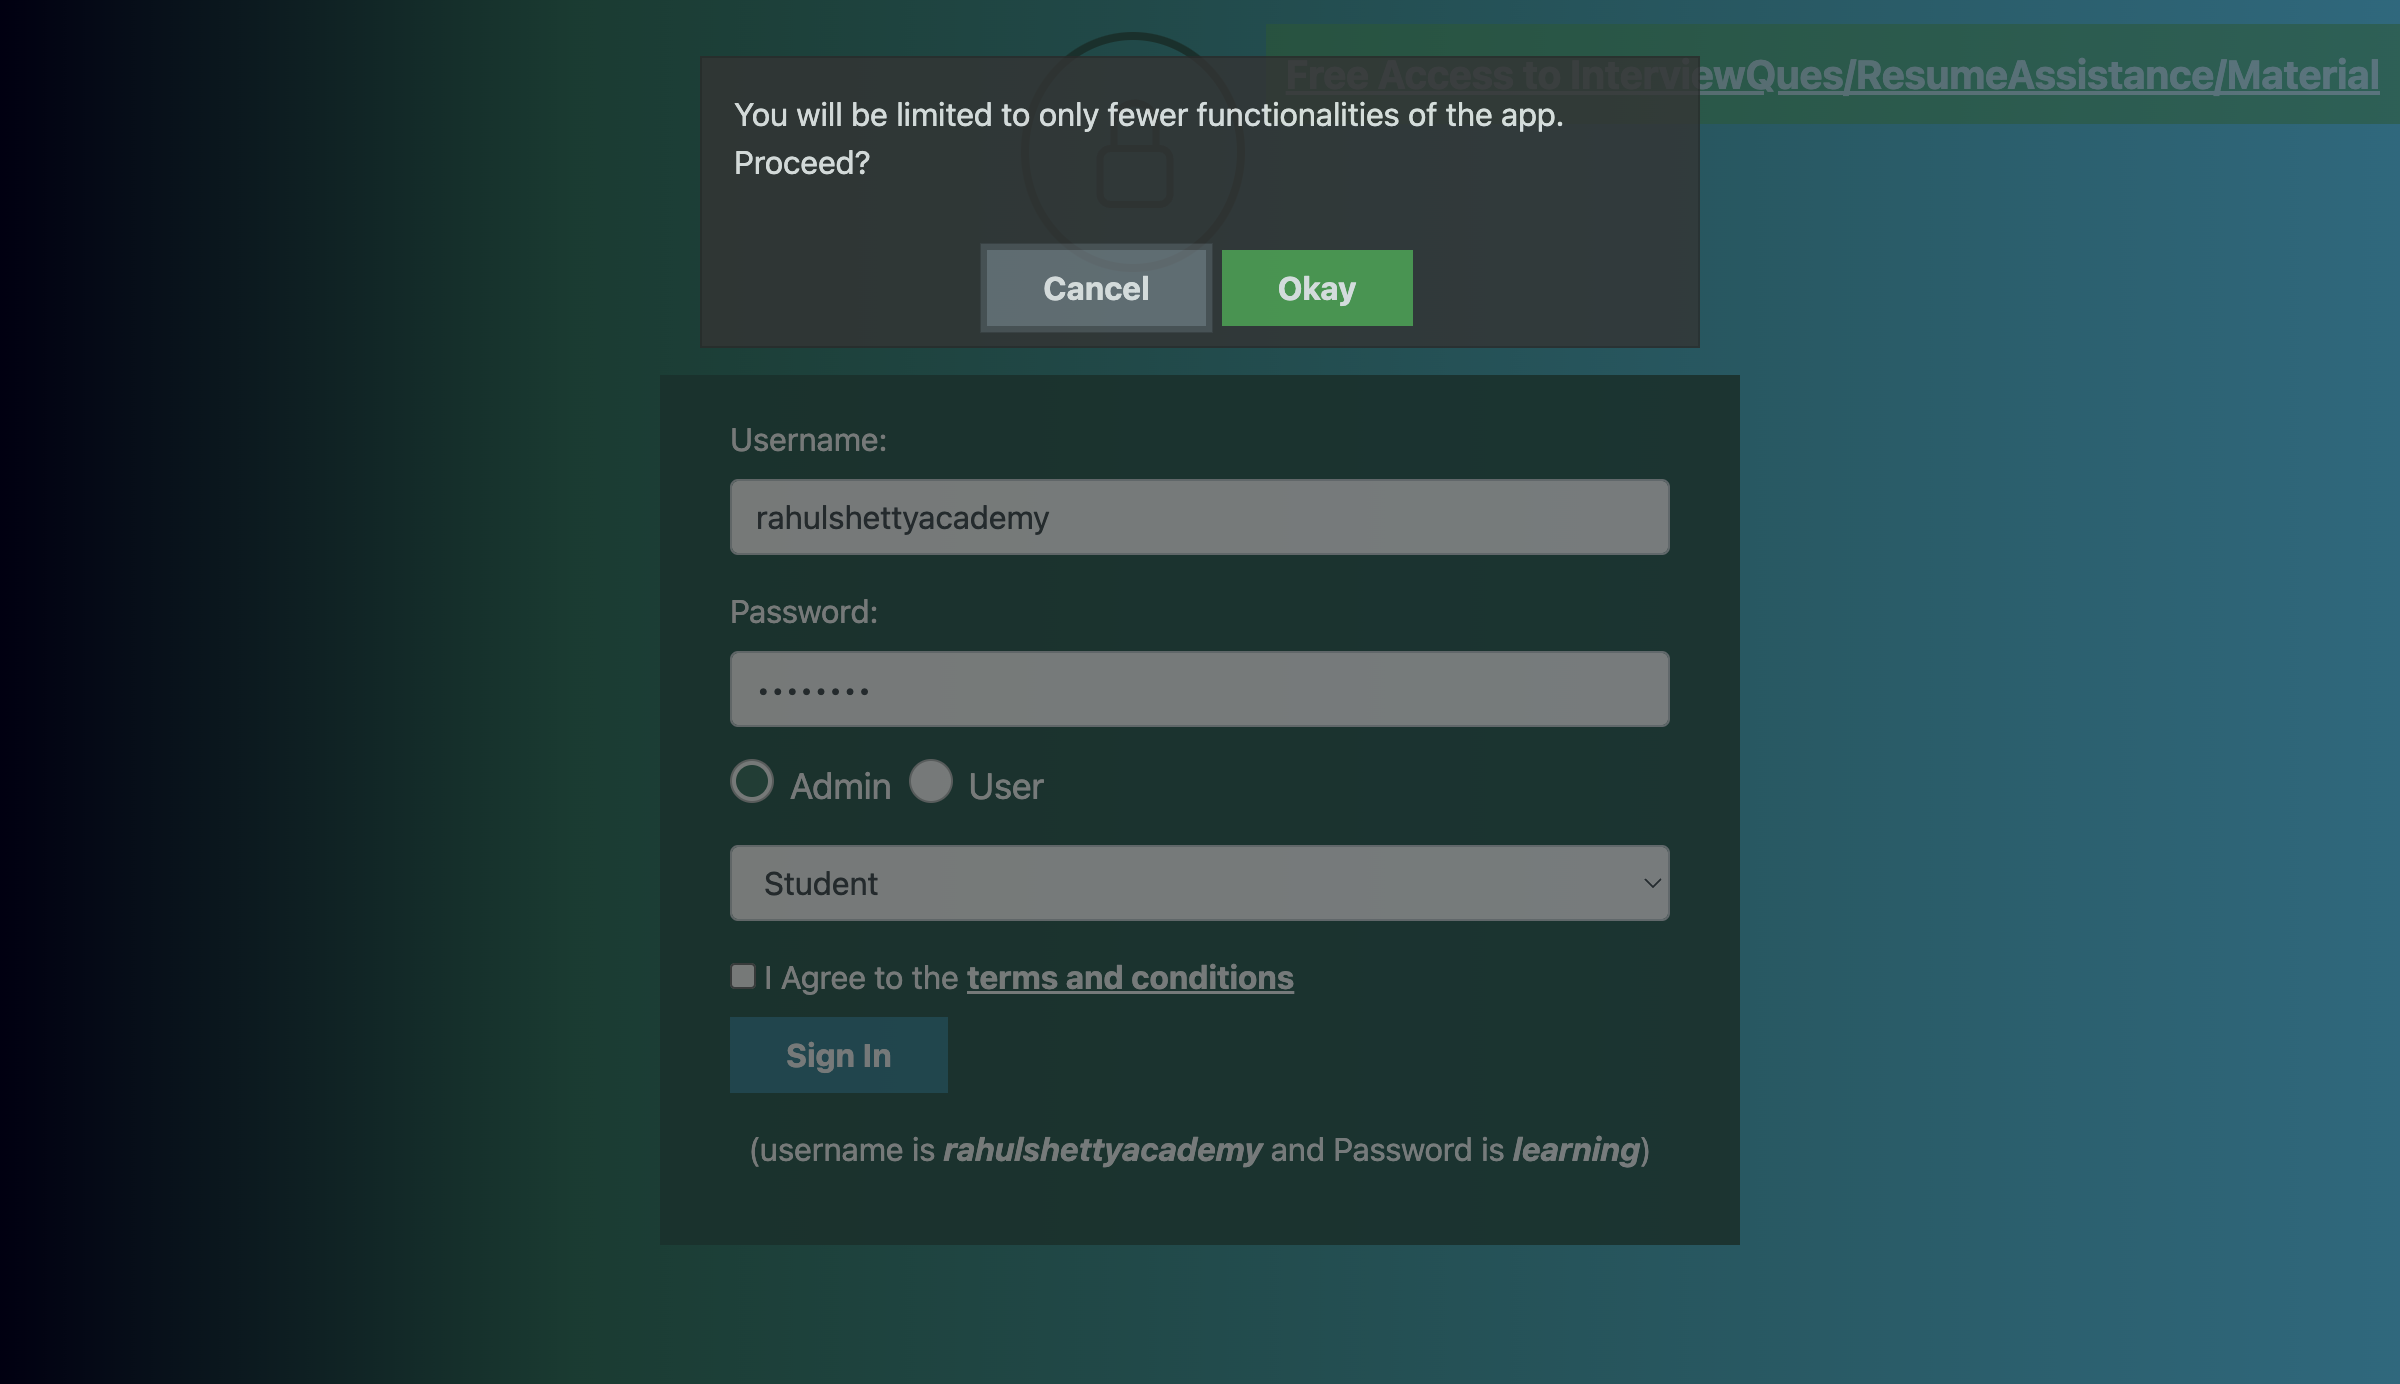 Free Access to InterviewQues/ResumeAssistance/Material
You will be limited to only fewer functionalities of the app.
Proceed?
Cancel
Okay
Username:
rahulshettyacademy
Password:
••••••••
Admin
User
Student
I Agree to the terms and conditions
Sign In
(username is rahulshettyacademy and Password is learning)